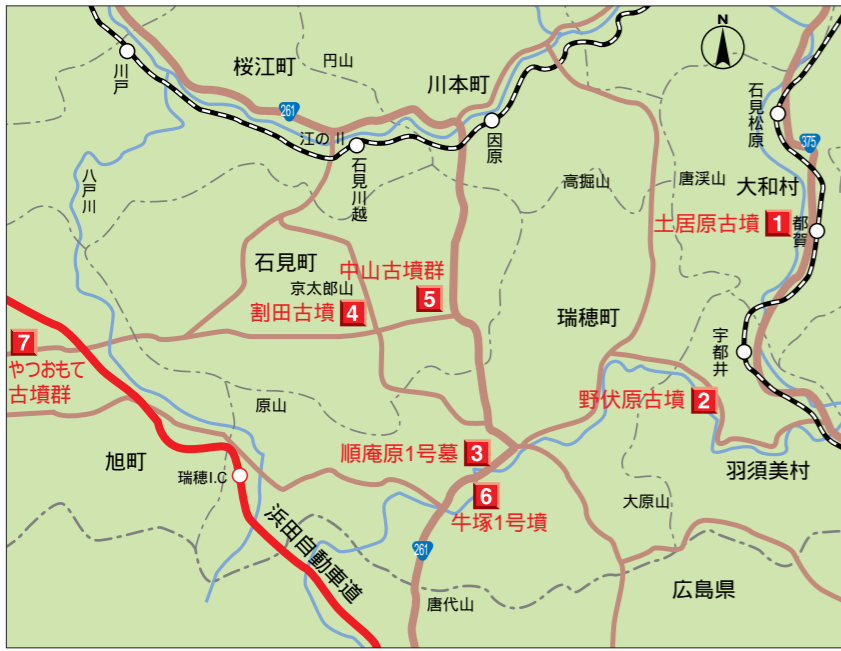 N
桜江町
円山
川戸
川本町
石見松原
261
江の川
因原
375
石見川越
八戸川
高掘山
唐渓山
大和村
土居原古墳
1
都賀
石見町
中山古墳群
京太郎山
5
割田古墳
4
瑞穂町
宇都井
7
やつおもて
古墳群
原山
野伏原古墳
2
旭町
順庵原1号墓
3
羽須美村
瑞穂I.C
6
牛塚1号墳
大原山
浜田自動車道
261
唐代山
広島県